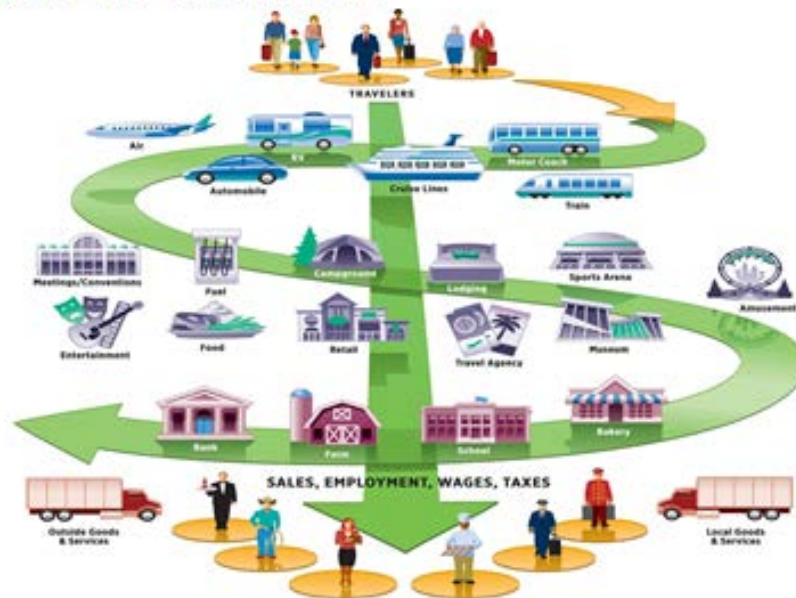 TRAVELERS
Air
RV
Motor Coach
Automobile
Cruise Lines
Train
Meetings/Conventions
Fuel
Campground
Lodging
Sports Arena
Amusement
Entertainment
Food
Retail
Travel Agency
Museum
Bank
Farm
School
Bakery
SALES, EMPLOYMENT, WAGES, TAXES
Outside Goods
& Services
Local Goods
& Services